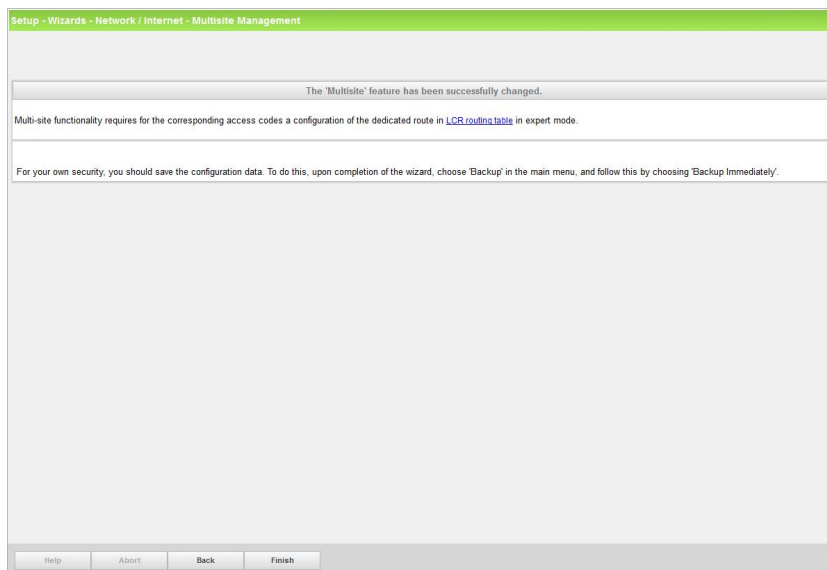 Setup - Wizards - Network / Internet - Multisite Management
The 'Multisite' feature has been successfully changed.
Multi-site functionality requires for the corresponding access codes a configuration of the dedicated route in LCR routing table in expert mode.
For your own security, you should save the configuration data. To do this, upon completion of the wizard, choose 'Backup' in the main menu, and follow this by choosing 'Backup Immediately'.
Help Abort Back Finish